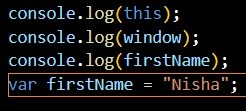 console.log(this);
console.log(window);
console.log(firstName);
var firstName = "Nisha";